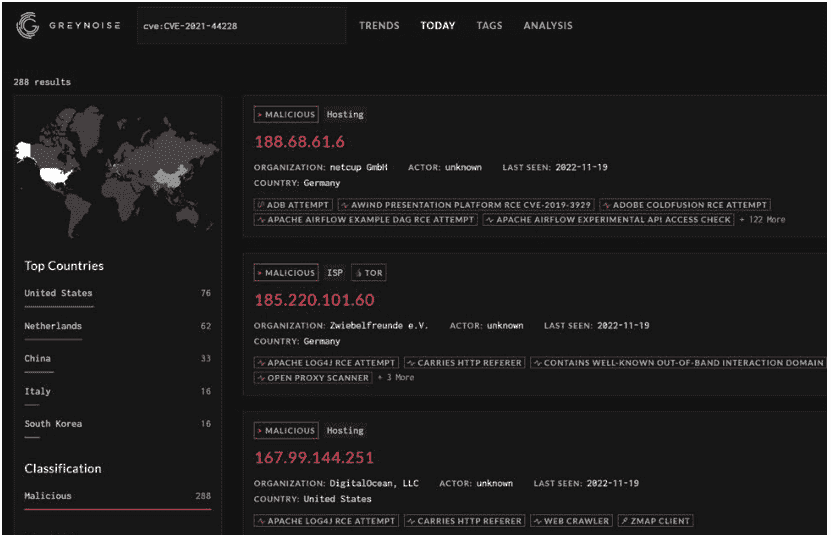 GREYNOISE
cve:CVE-2021-44228
TRENDS TODAY TAGS ANALYSIS
288 results
Top Countries
United States 76
Netherlands 62
China 33
Italy 16
South Korea 16
Classification
Malicious 288
> MALICIOUS Hosting
188.68.61.6
ORGANIZATION: netcup GmbH ACTOR: unknown LAST SEEN: 2022-11-19
COUNTRY: Germany
ADB ATTEMPT AWIND PRESENTATION PLATFORM RCE CVE-2019-3929 ADOBE COLDFUSION RCE ATTEMPT
APACHE AIRFLOW EXAMPLE DAG RCE ATTEMPT APACHE AIRFLOW EXPERIMENTAL API ACCESS CHECK + 122 More
> MALICIOUS ISP TOR
185.220.101.60
ORGANIZATION: Zwiebelfreunde e.V. ACTOR: unknown LAST SEEN: 2022-11-19
COUNTRY: Germany
APACHE LOG4J RCE ATTEMPT CARRIES HTTP REFERER CONTAINS WELL-KNOWN OUT-OF-BAND INTERACTION DOMAIN
OPEN PROXY SCANNER + 3 More
> MALICIOUS Hosting
167.99.144.251
ORGANIZATION: DigitalOcean, LLC ACTOR: unknown LAST SEEN: 2022-11-19
COUNTRY: United States
APACHE LOG4J RCE ATTEMPT CARRIES HTTP REFERER WEB CRAWLER ZMAP CLIENT